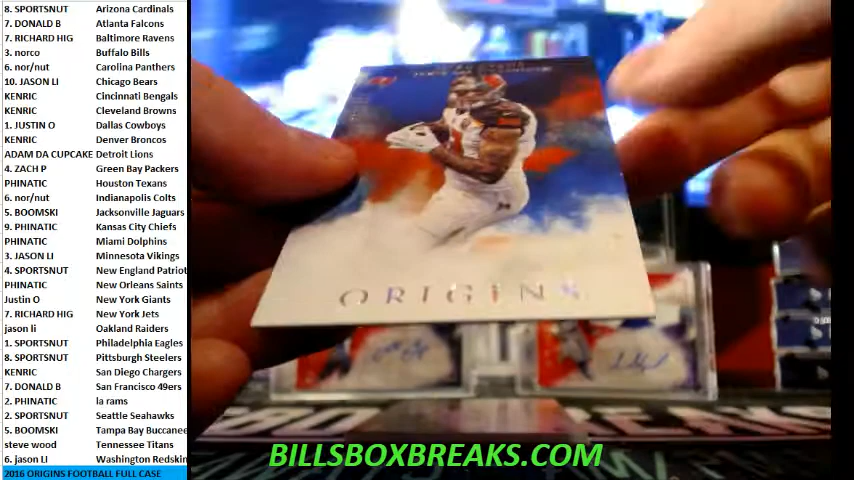 8. SPORTSNUT Arizona Cardinals
7. DONALD B Atlanta Falcons
7. RICHARD HIG Baltimore Ravens
3. norco Buffalo Bills
6. nor/nut Carolina Panthers
10. JASON LI Chicago Bears
KENRIC Cincinnati Bengals
KENRIC Cleveland Browns
1. JUSTIN O Dallas Cowboys
KENRIC Denver Broncos
ADAM DA CUPCAKE Detroit Lions
4. ZACH P Green Bay Packers
PHINATIC Houston Texans
6. nor/nut Indianapolis Colts
5. BOOMSKI Jacksonville Jaguars
9. PHINATIC Kansas City Chiefs
PHINATIC Miami Dolphins
3. JASON LI Minnesota Vikings
4. SPORTSNUT New England Patriot
PHINATIC New Orleans Saints
Justin O New York Giants
7. RICHARD HIG New York Jets
jason li Oakland Raiders
1. SPORTSNUT Philadelphia Eagles
8. SPORTSNUT Pittsburgh Steelers
KENRIC San Diego Chargers
7. DONALD B San Francisco 49ers
2. PHINATIC la rams
2. SPORTSNUT Seattle Seahawks
5. BOOMSKI Tampa Bay Buccanee
steve wood Tennessee Titans
6. jason LI Washington Redskin
2016 ORIGINS FOOTBALL FULL CASE
ORIGINS
BILLSBOXBREAKS.COM